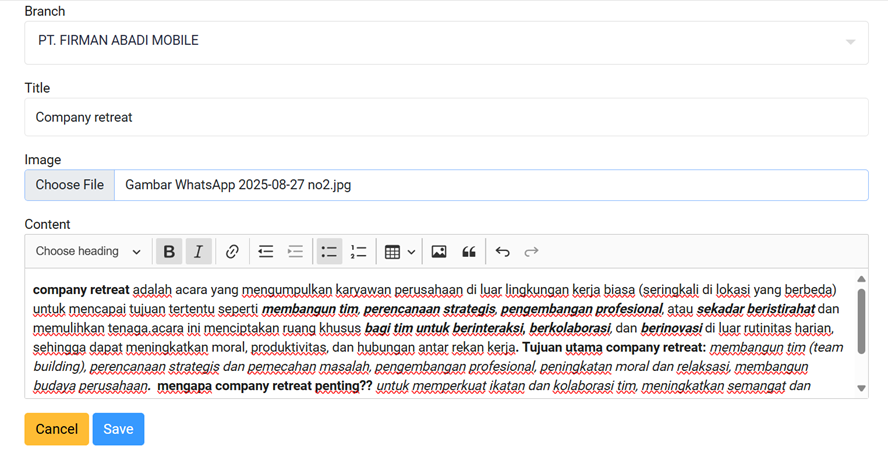 Branch
PT. FIRMAN ABADI MOBILE
Title
Company retreat
Image
Choose File Gambar WhatsApp 2025-08-27 no2.jpg
Content
Choose heading B I
company retreat adalah acara yang mengumpulkan karyawan perusahaan di luar lingkungan kerja biasa (seringkali di lokasi yang berbeda)
untuk mencapai tujuan tertentu seperti membangun tim, perencanaan strategis, pengembangan profesional, atau sekadar beristirahat dan
memulihkan tenaga,acara ini menciptakan ruang khusus bagi tim untuk berinteraksi, berkolaborasi, dan berinovasi di luar rutinitas harian,
sehingga dapat meningkatkan moral, produktivitas, dan hubungan antar rekan kerja. Tujuan utama company retreat: membangun tim (team
building), perencanaan strategis dan pemecahan masalah, pengembangan profesional, peningkatan moral dan relaksasi, membangun
budaya perusahaan. mengapa company retreat penting?? untuk memperkuat ikatan dan kolaborasi tim, meningkatkan semangat dan
Cancel Save